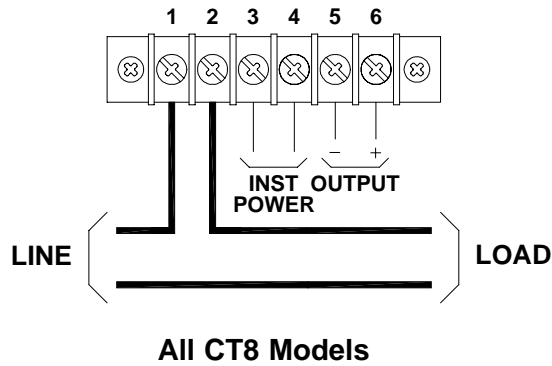 1 2 3 4 5 6
− +
INST OUTPUT
POWER
LINE LOAD
All CT8 Models